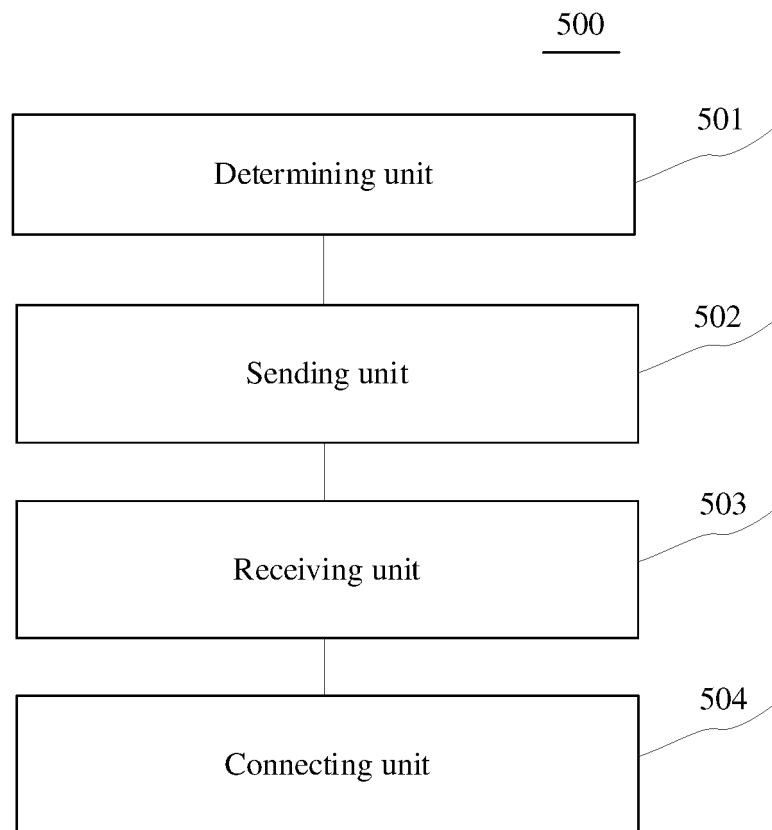 500
501
Determining unit
502
Sending unit
503
Receiving unit
504
Connecting unit